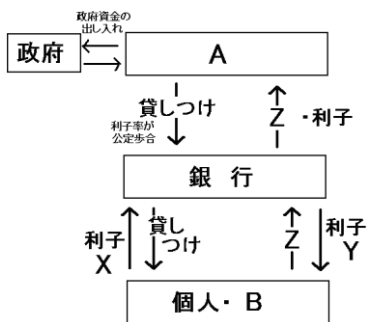 政府資金の
出し入れ
政府
A
貸しつけ
利子率が
公定歩合
Z・利子
銀 行
利子
X
貸し
つけ
Z
利子
Y
個人・B